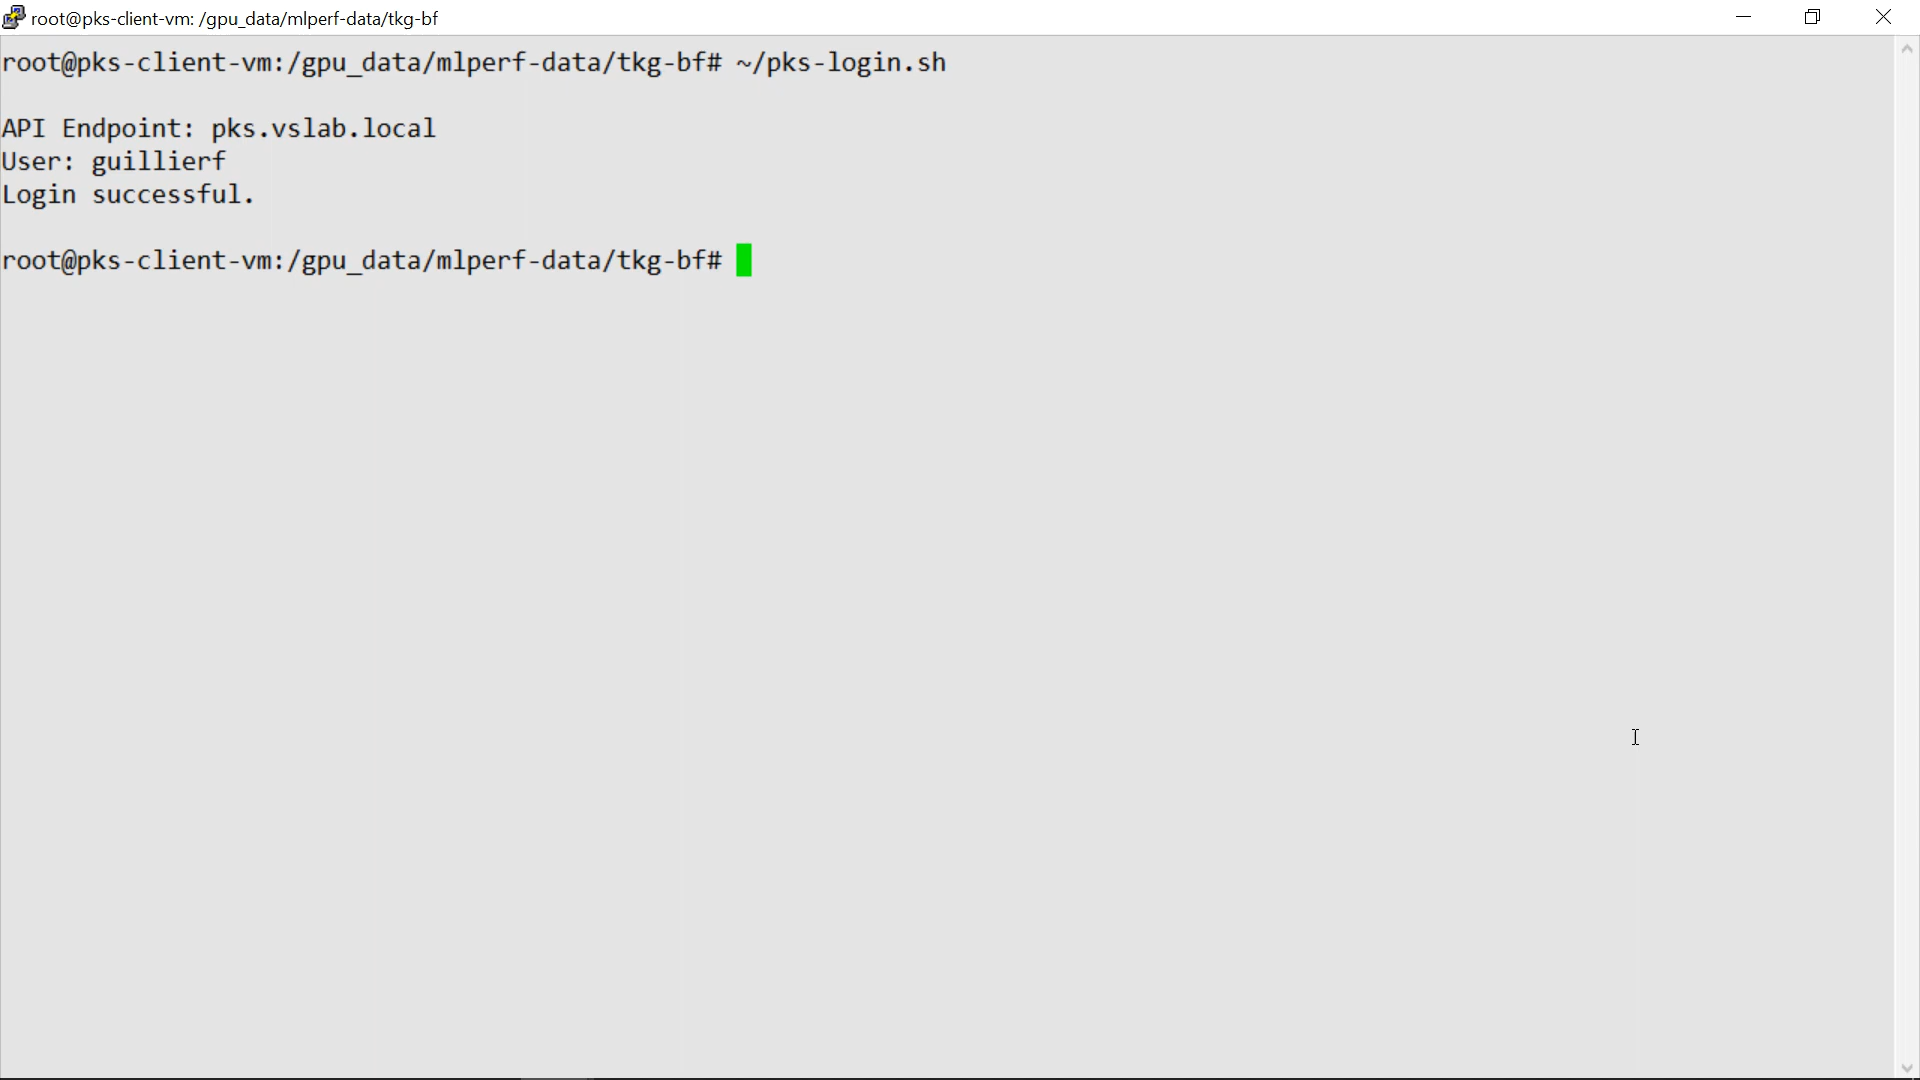 root@pks-client-vm: /gpu_data/mlperf-data/tkg-bf
root@pks-client-vm:/gpu_data/mlperf-data/tkg-bf# ~/pks-login.sh
API Endpoint: pks.vslab.local
User: guillierf
Login successful.
root@pks-client-vm:/gpu_data/mlperf-data/tkg-bf#